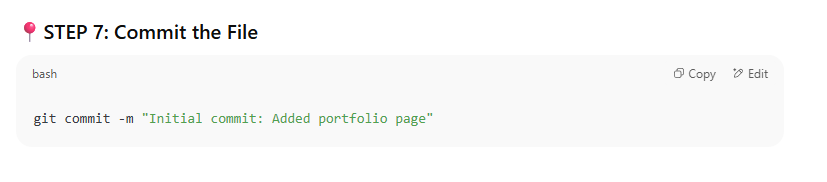 📍 STEP 7: Commit the File
bash Copy Edit
git commit -m "Initial commit: Added portfolio page"